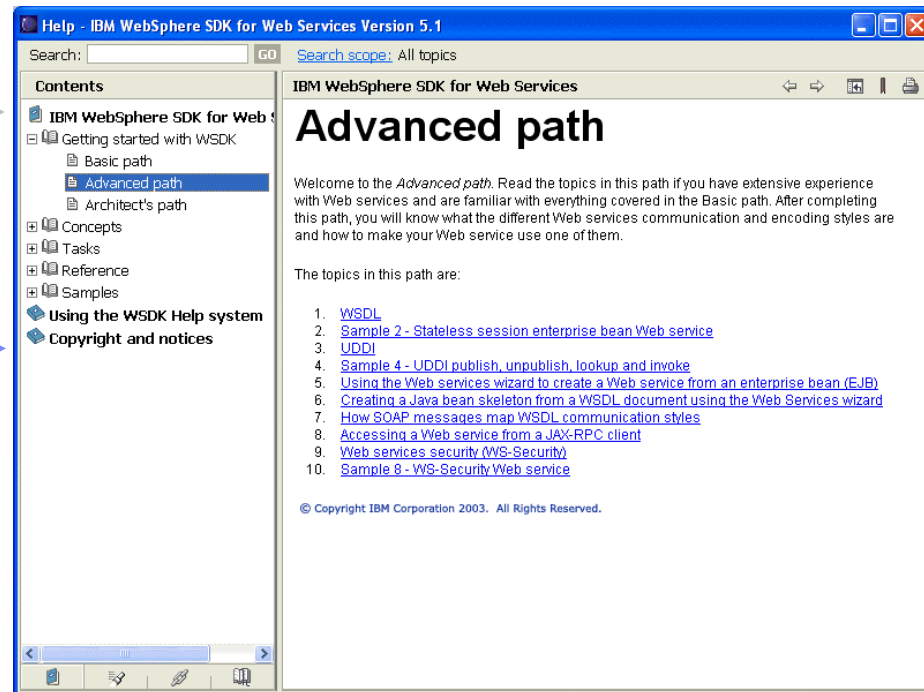 Help - IBM WebSphere SDK for Web Services Version 5.1
Search: GO Search scope: All topics
Contents
IBM WebSphere SDK for Web
Getting started with WSDK
Basic path
Advanced path
Architect's path
Concepts
Tasks
Reference
Samples
Using the WSDK Help system
Copyright and notices
IBM WebSphere SDK for Web Services
Advanced path
Welcome to the Advanced path. Read the topics in this path if you have extensive experience
with Web services and are familiar with everything covered in the Basic path. After completing
this path, you will know what the different Web services communication and encoding styles are
and how to make your Web service use one of them.
The topics in this path are:
1. WSDL
2. Sample 2 - Stateless session enterprise bean Web service
3. UDDI
4. Sample 4 - UDDI publish, unpublish, lookup and invoke
5. Using the Web services wizard to create a Web service from an enterprise bean (EJB)
6. Creating a Java bean skeleton from a WSDL document using the Web Services wizard
7. How SOAP messages map WSDL communication styles
8. Accessing a Web service from a JAX-RPC client
9. Web services security (WS-Security)
10. Sample 8 - WS-Security Web service
© Copyright IBM Corporation 2003. All Rights Reserved.